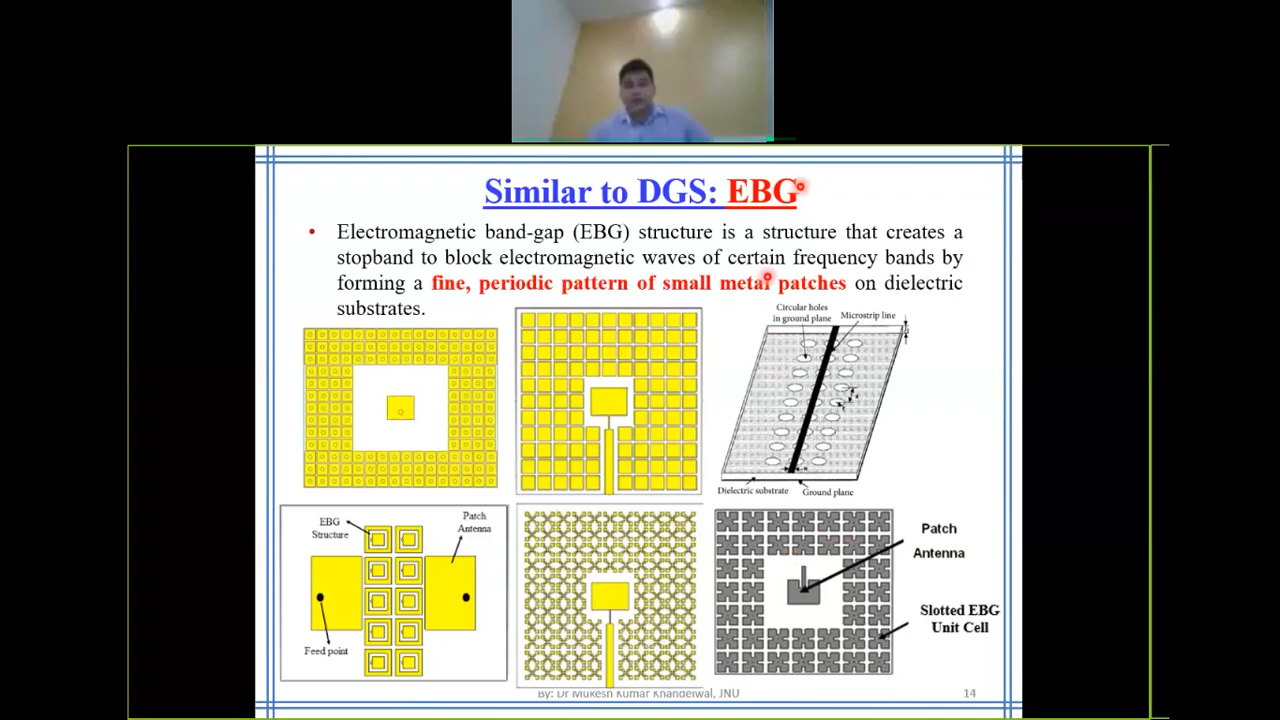 Similar to DGS: EBG
• Electromagnetic band-gap (EBG) structure is a structure that creates a
stopband to block electromagnetic waves of certain frequency bands by
forming a fine, periodic pattern of small metal patches on dielectric
substrates.
Circular holes
in ground plane
Microstrip line
Dielectric substrate
Ground plane
EBG
Structure
Patch
Antenna
Feed point
Patch
Antenna
Slotted EBG
Unit Cell
By: Dr Mukesh Kumar Khandelwal, JNU
14